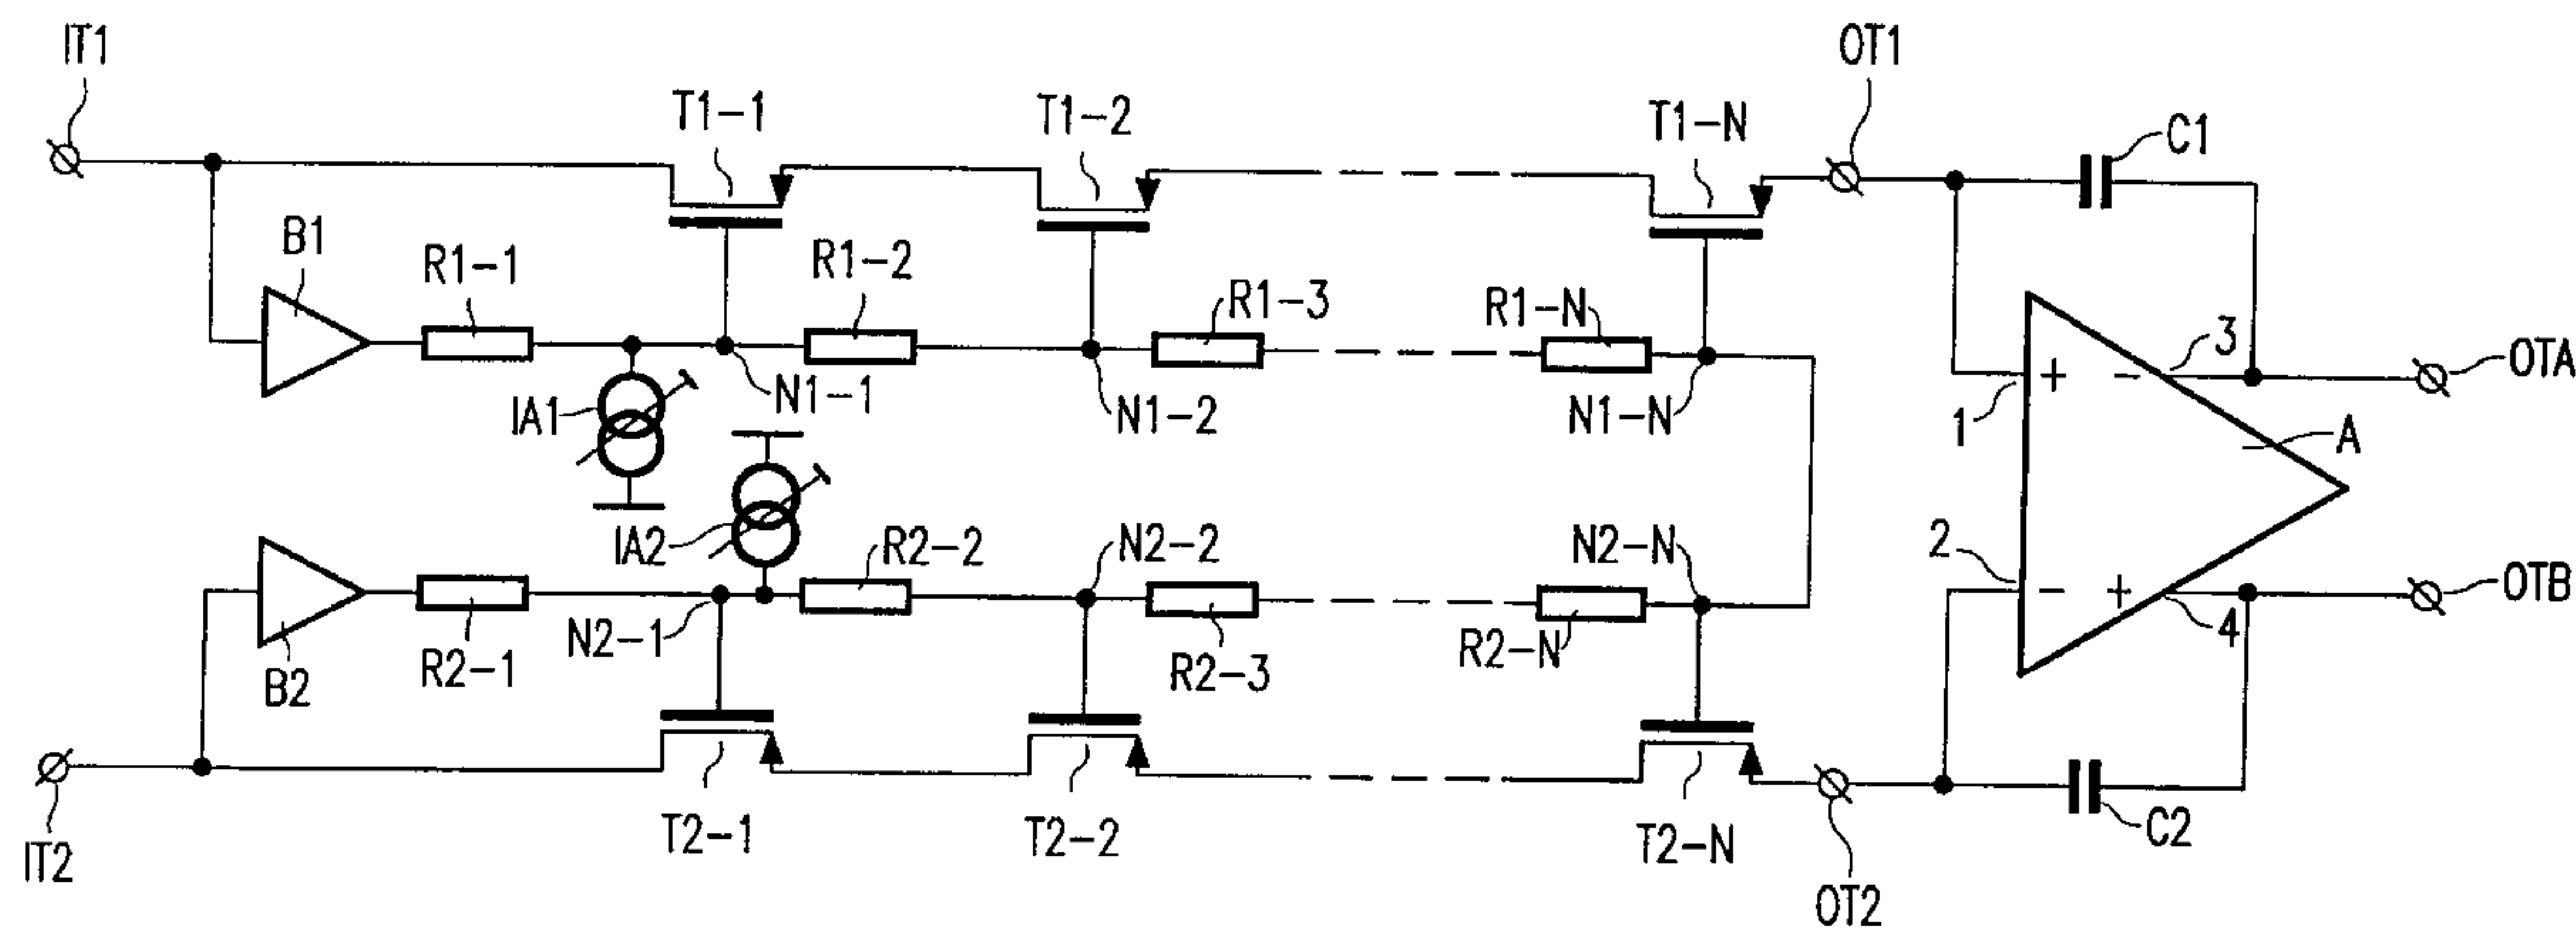 IT1
OT1
T1-1
T1-2
T1-N
C1
B1
R1-1
R1-2
R1-3
R1-N
3
OTA
IA1
N1-1
N1-2
N1-N
1
+
-
A
IA2
R2-2
N2-2
N2-N
2
-
+
4
OTB
B2
R2-1
N2-1
R2-3
R2-N
T2-1
T2-2
T2-N
C2
IT2
OT2